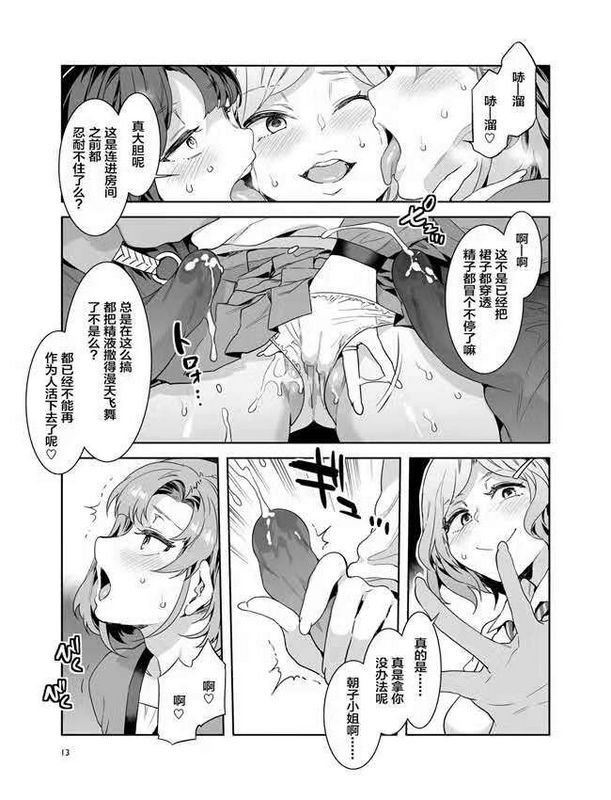 哧—溜
哧—溜♡
真大胆呢
这是连进房间
之前都
忍耐不住了么？
啊—啊
这不是已经把
裙子都穿透
精子都冒个不停了嘛
ピュッ
总是在这么搞
都把精液撒得漫天飞舞
了不是么？
都已经不能再
作为人活下去了呢♡
トロォ…
真的是……
真是拿你
没办法呢
朝子小姐……
啊♡
啊♡
13